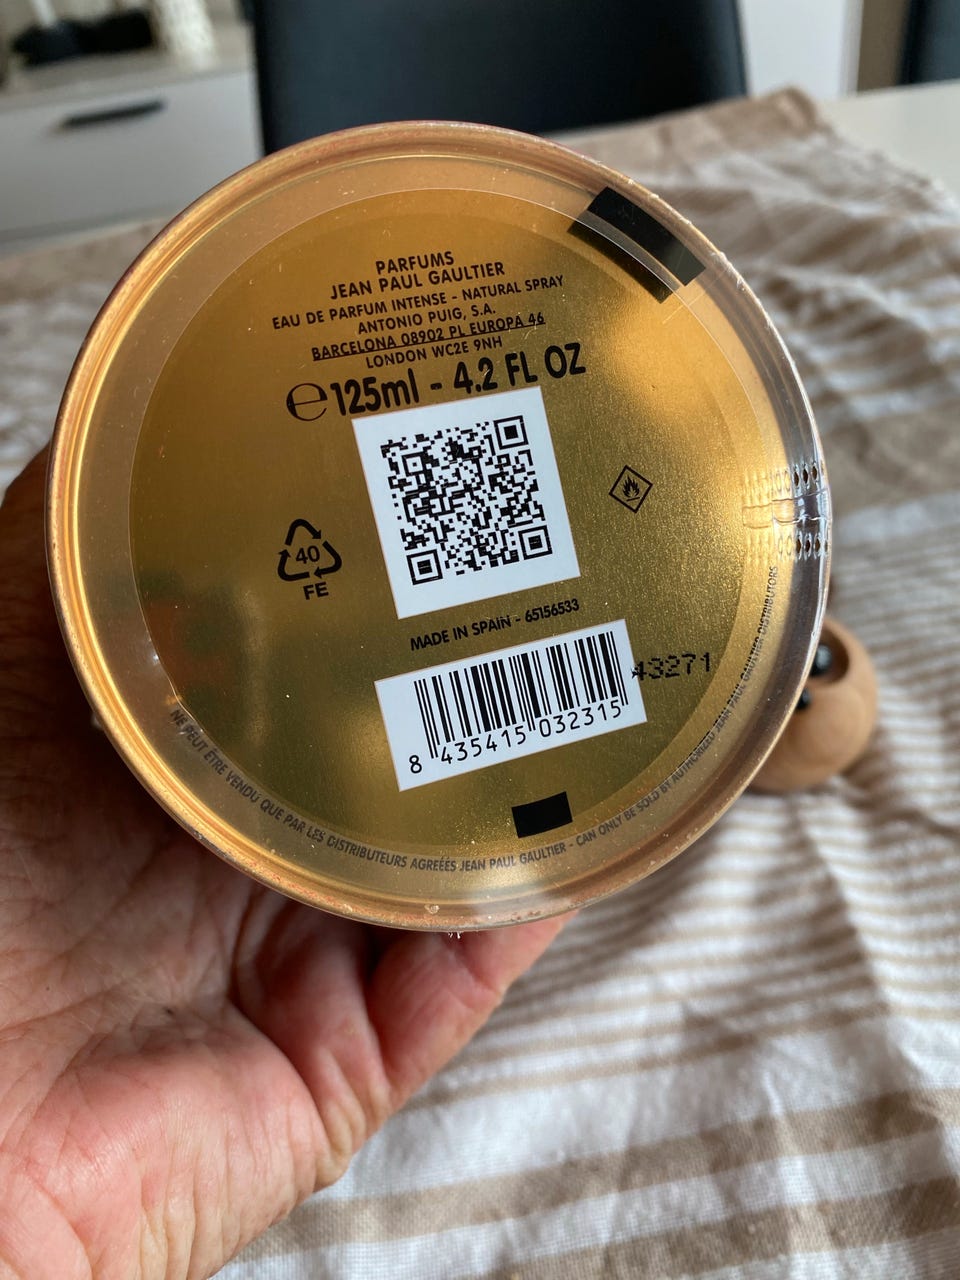 PARFUMS
JEAN PAUL GAULTIER
EAU DE PARFUM INTENSE - NATURAL SPRAY
ANTONIO PUIG, S.A.
BARCELONA 08902 PL EUROPA 46
LONDON WC2E 9NH
℮ 125ml - 4.2 FL OZ
40
FE
MADE IN SPAIN - 65156533
43271
8 435415 032315
NE PEUT ÊTRE VENDU QUE PAR LES DISTRIBUTEURS AGRÉÉES JEAN PAUL GAULTIER - CAN ONLY BE SOLD BY AUTHORIZED JEAN PAUL GAULTIER DISTRIBUTORS